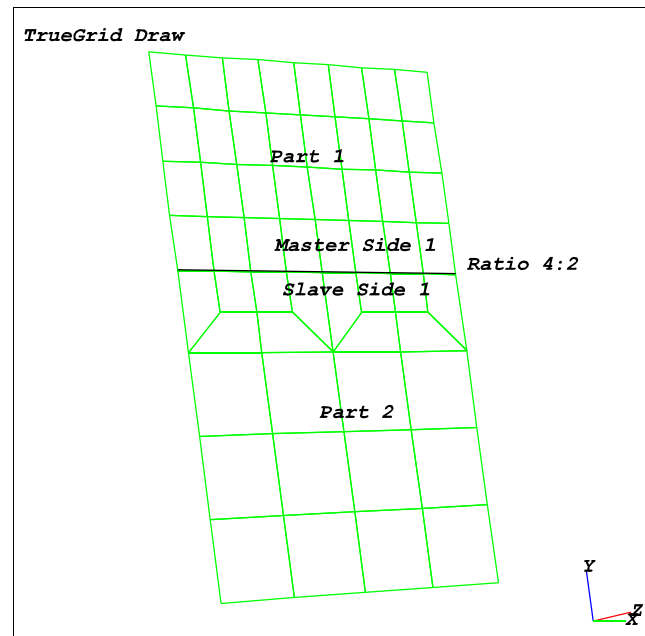 TrueGrid Draw
Part 1
Master Side 1
Ratio 4:2
Slave Side 1
Part 2
Y
Z
X